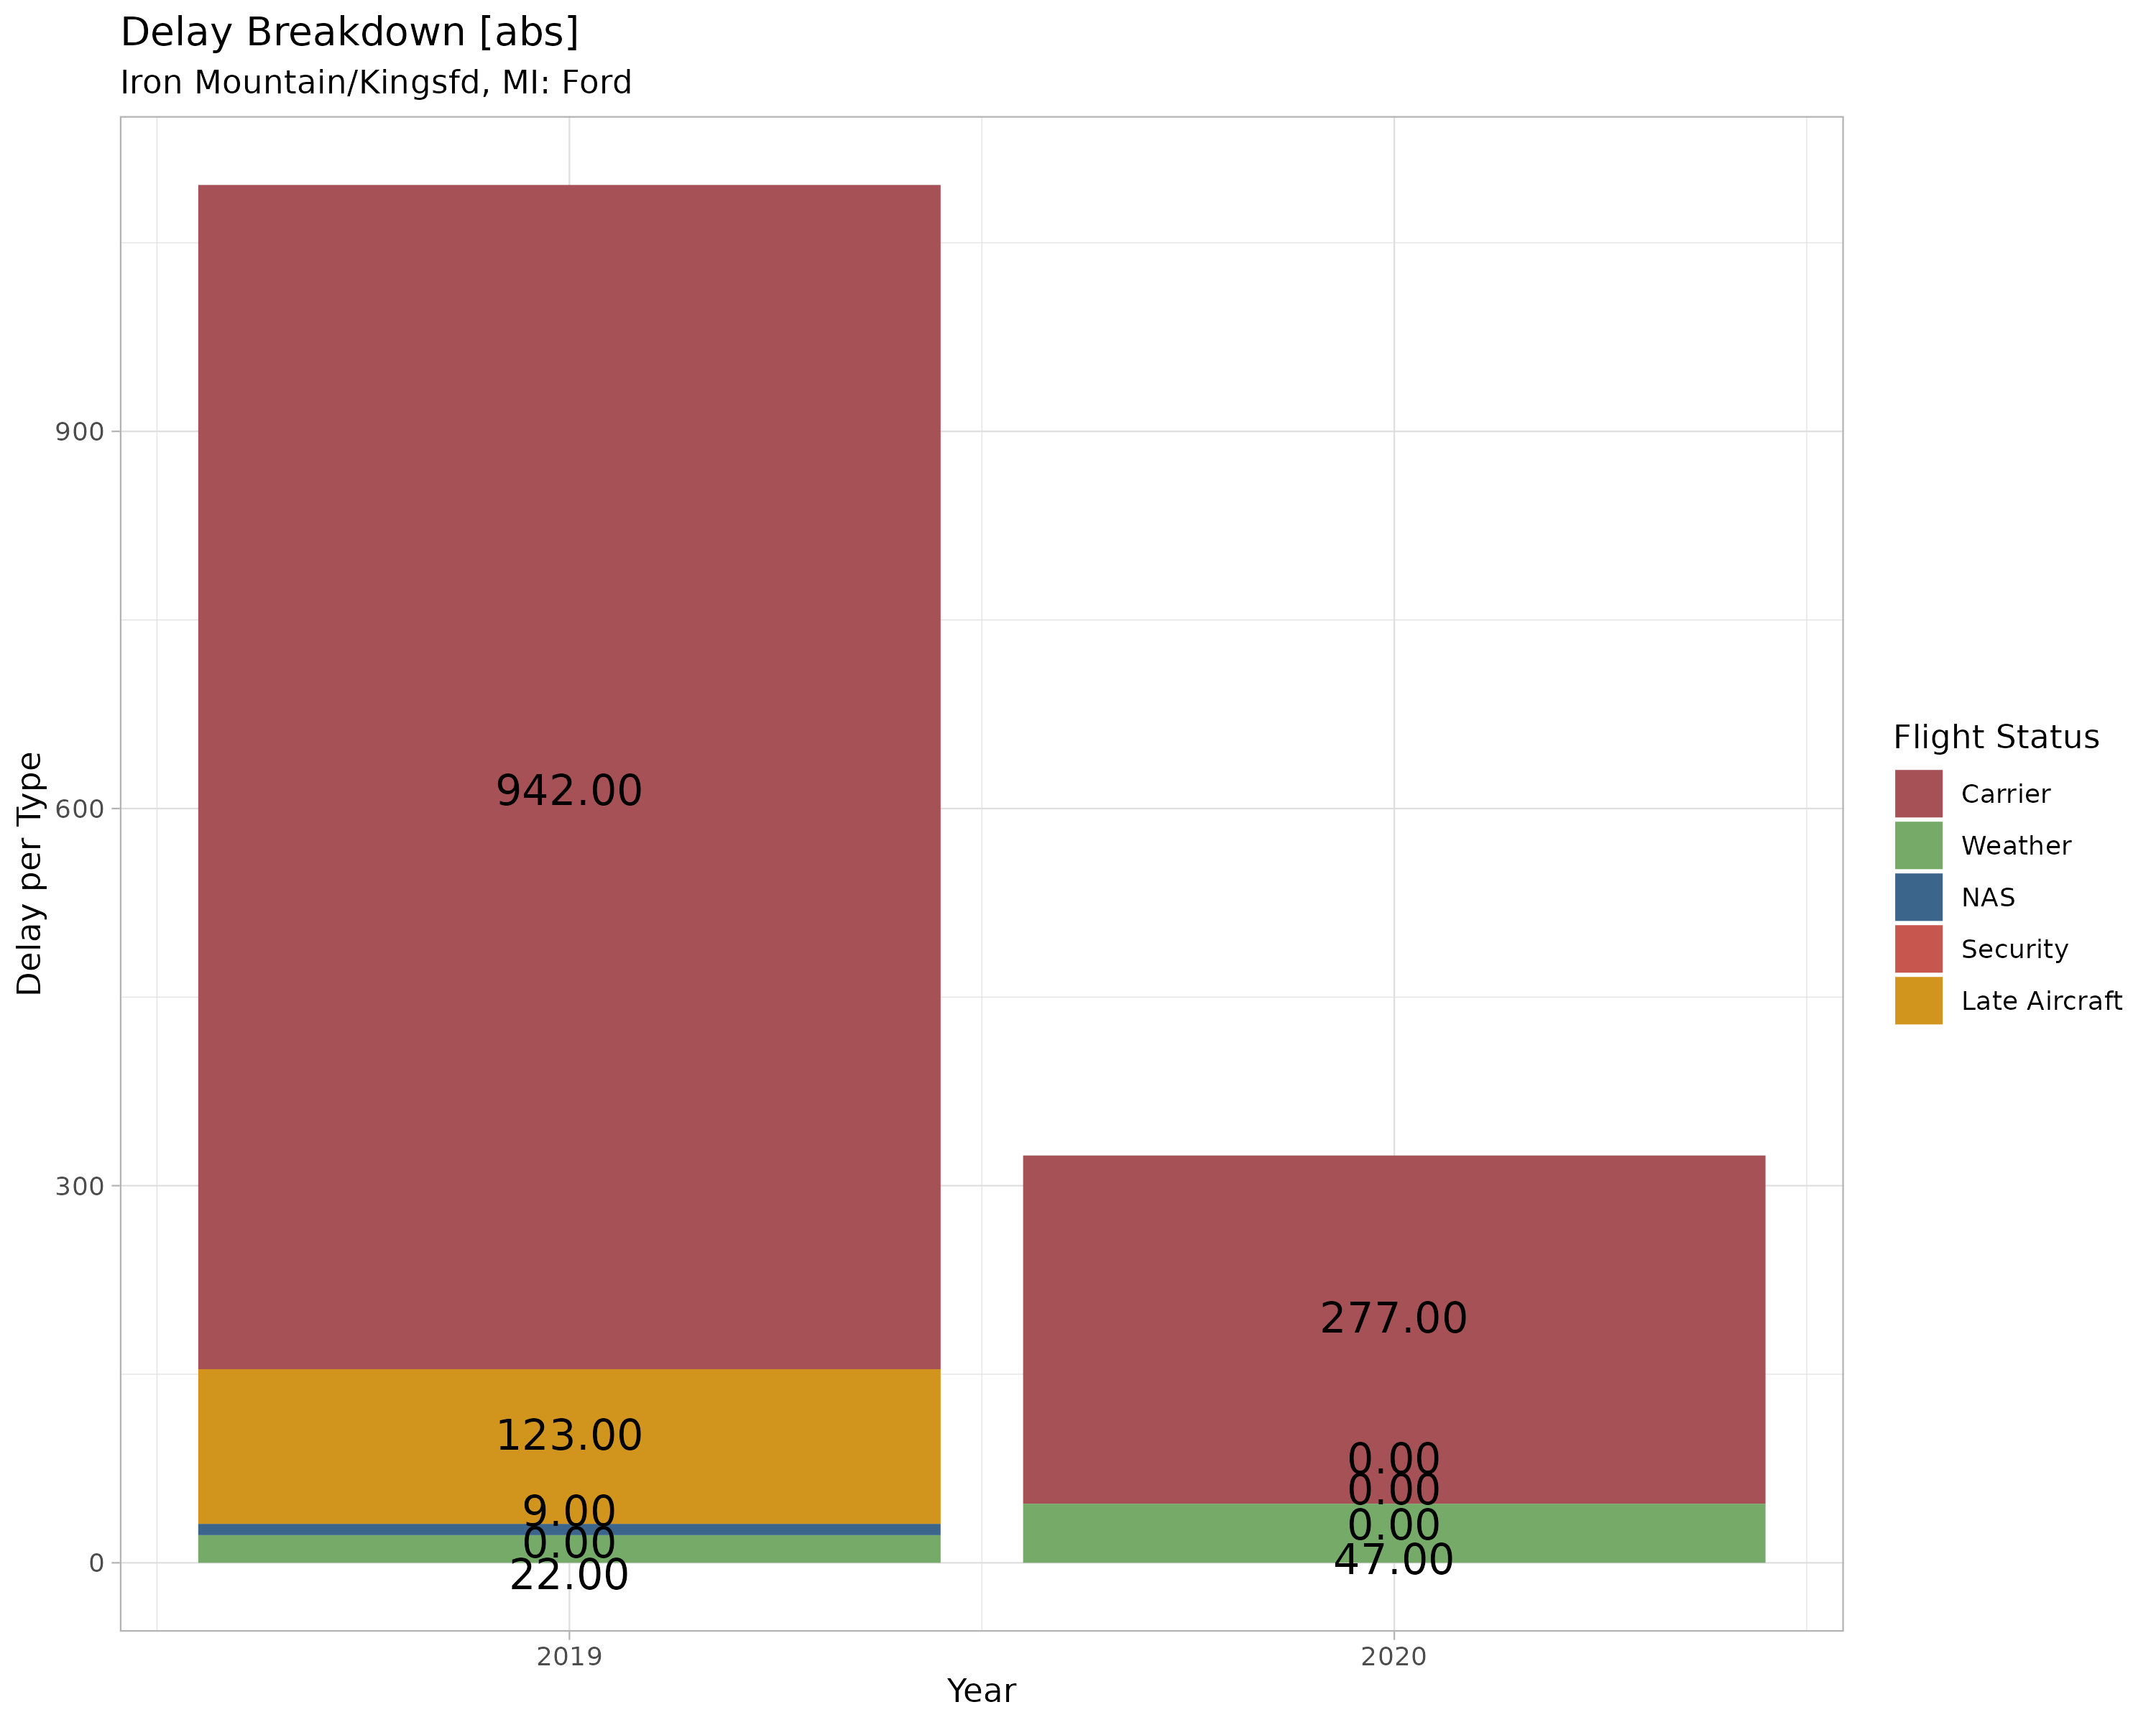 Delay Breakdown [abs]
Iron Mountain/Kingsfd, MI: Ford
Delay per Type
900
600
300
0
942.00
123.00
9.00
0.00
22.00
277.00
0.00
0.00
0.00
47.00
2019
2020
Year
Flight Status
Carrier
Weather
NAS
Security
Late Aircraft